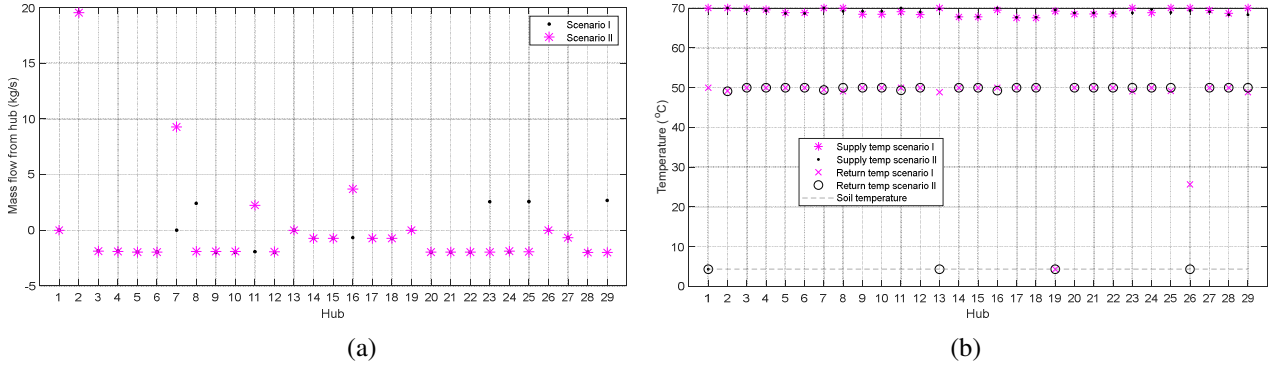 20
15
10
5
0
-5
Mass flow from hub (kg/s)
Scenario I
Scenario II
1 2 3 4 5 6 7 8 9 10 11 12 13 14 15 16 17 18 19 20 21 22 23 24 25 26 27 28 29
Hub
(a)
70
60
50
40
30
20
10
0
Temperature (°C)
Supply temp scenario I
Supply temp scenario II
Return temp scenario I
Return temp scenario II
Soil temperature
1 2 3 4 5 6 7 8 9 10 11 12 13 14 15 16 17 18 19 20 21 22 23 24 25 26 27 28 29
Hub
(b)